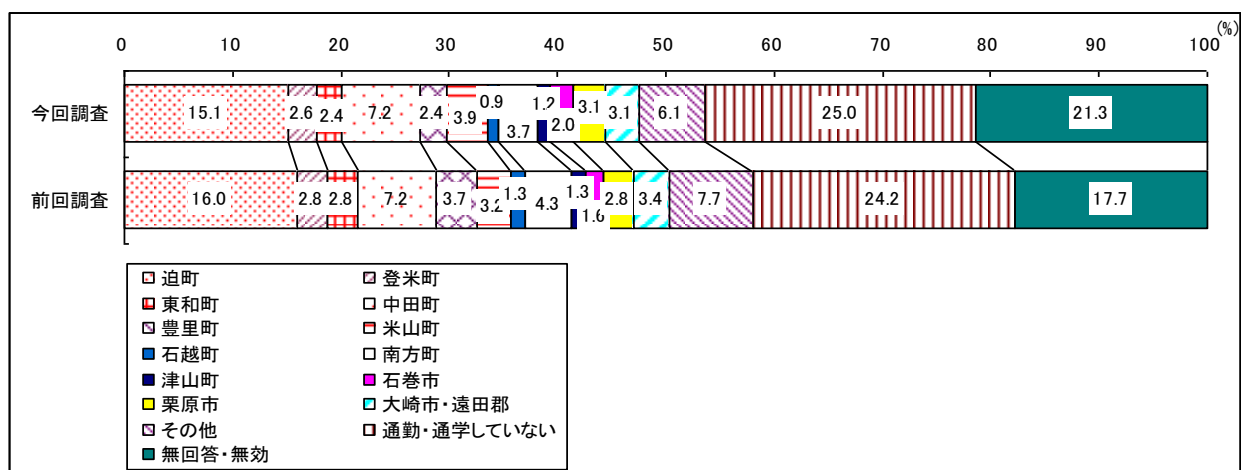 (%)
0 10 20 30 40 50 60 70 80 90 100
今回調査 15.1 2.6 2.4 7.2 2.4 3.9 0.9 3.7 1.2 2.0 3.1 3.1 6.1 25.0 21.3
前回調査 16.0 2.8 2.8 7.2 3.7 3.2 1.3 4.3 1.3 1.6 2.8 3.4 7.7 24.2 17.7
迫町 登米町
東和町 中田町
豊里町 米山町
石越町 南方町
津山町 石巻市
栗原市 大崎市・遠田郡
その他 通勤・通学していない
無回答・無効